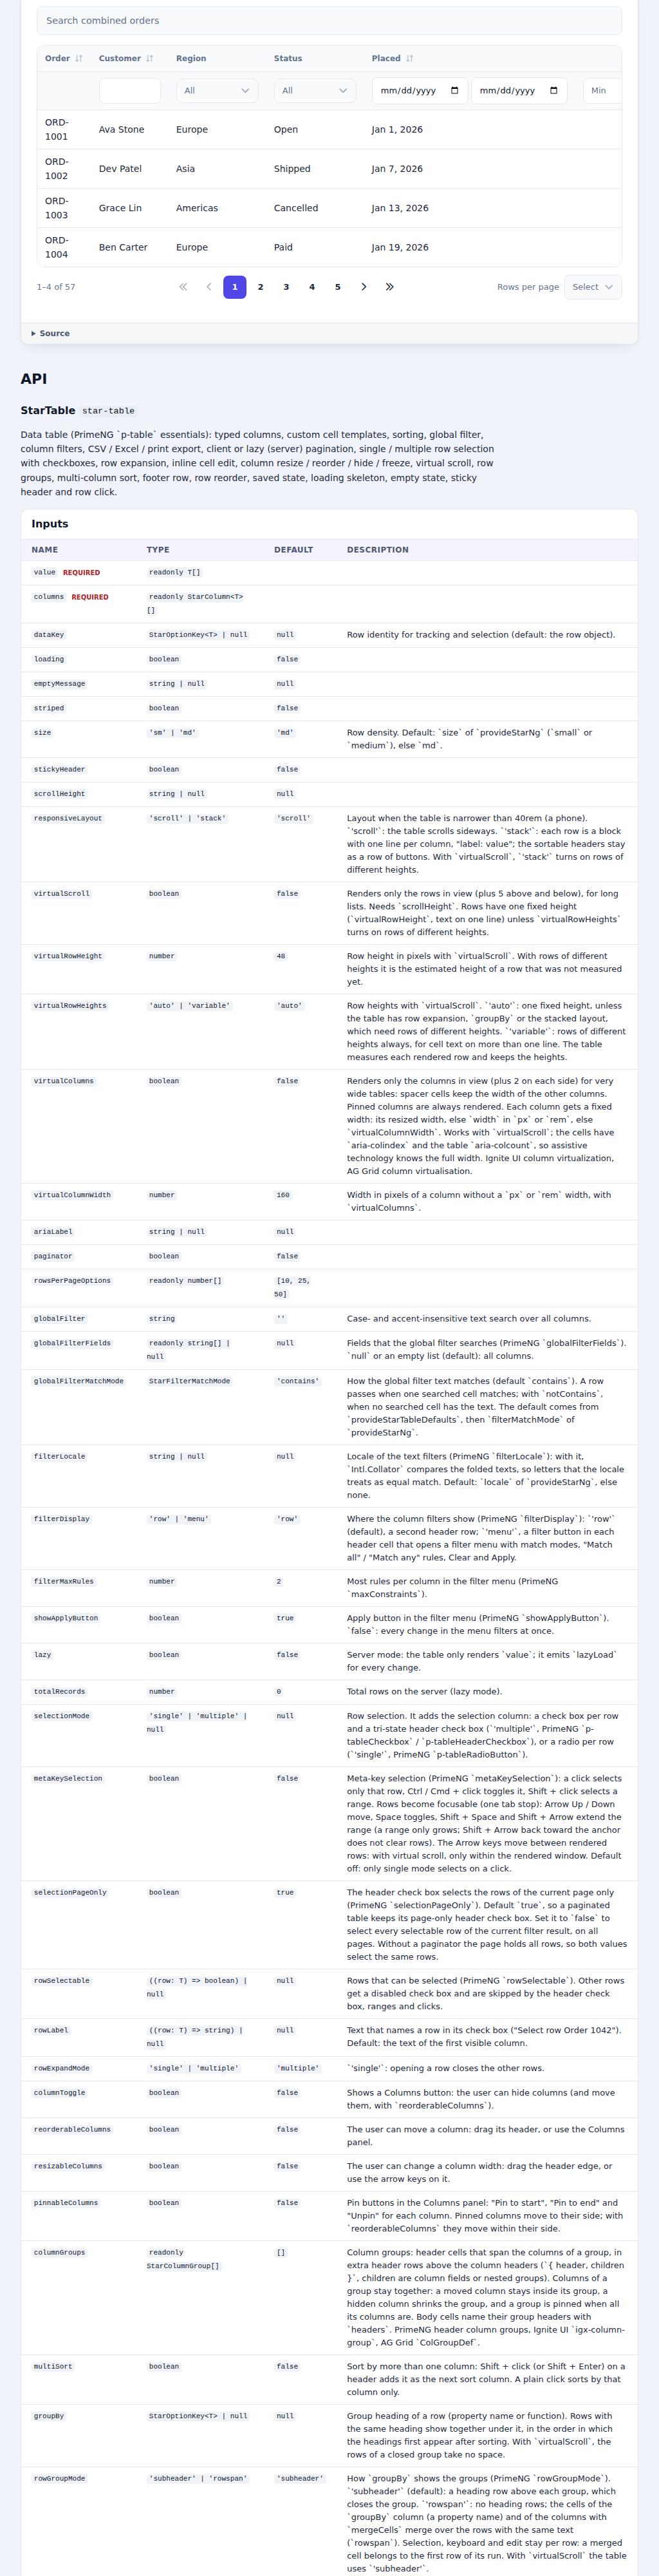 Search combined orders
Order Customer Region Status Placed
All All mm/dd/yyyy mm/dd/yyyy Min
ORD-
1001 Ava Stone Europe Open Jan 1, 2026
ORD-
1002 Dev Patel Asia Shipped Jan 7, 2026
ORD-
1003 Grace Lin Americas Cancelled Jan 13, 2026
ORD-
1004 Ben Carter Europe Paid Jan 19, 2026
1–4 of 57 1 2 3 4 5 Rows per page Select
Source
API
StarTable star-table
Data table (PrimeNG `p-table` essentials): typed columns, custom cell templates, sorting, global filter,
column filters, CSV / Excel / print export, client or lazy (server) pagination, single / multiple row selection
with checkboxes, row expansion, inline cell edit, column resize / reorder / hide / freeze, virtual scroll, row
groups, multi-column sort, footer row, row reorder, saved state, loading skeleton, empty state, sticky
header and row click.
Inputs
NAME TYPE DEFAULT DESCRIPTION
value REQUIRED readonly T[]
columns REQUIRED readonly StarColumn<T>
[]
dataKey StarOptionKey<T> | null null Row identity for tracking and selection (default: the row object).
loading boolean false
emptyMessage string | null null
striped boolean false
size 'sm' | 'md' 'md' Row density. Default: `size` of `provideStarNg` (`small` or
`medium`), else `md`.
stickyHeader boolean false
scrollHeight string | null null
responsiveLayout 'scroll' | 'stack' 'scroll' Layout when the table is narrower than 40rem (a phone).
`'scroll'`: the table scrolls sideways. `'stack'`: each row is a block
with one line per column, "label: value"; the sortable headers stay
as a row of buttons. With `virtualScroll`, `'stack'` turns on rows of
different heights.
virtualScroll boolean false Renders only the rows in view (plus 5 above and below), for long
lists. Needs `scrollHeight`. Rows have one fixed height
(`virtualRowHeight`, text on one line) unless `virtualRowHeights`
turns on rows of different heights.
virtualRowHeight number 48 Row height in pixels with `virtualScroll`. With rows of different
heights it is the estimated height of a row that was not measured
yet.
virtualRowHeights 'auto' | 'variable' 'auto' Row heights with `virtualScroll`. `'auto'`: one fixed height, unless
the table has row expansion, `groupBy` or the stacked layout,
which need rows of different heights. `'variable'`: rows of different
heights always, for cell text on more than one line. The table
measures each rendered row and keeps the heights.
virtualColumns boolean false Renders only the columns in view (plus 2 on each side) for very
wide tables: spacer cells keep the width of the other columns.
Pinned columns are always rendered. Each column gets a fixed
width: its resized width, else `width` in `px` or `rem`, else
`virtualColumnWidth`. Works with `virtualScroll`; the cells have
`aria-colindex` and the table `aria-colcount`, so assistive
technology knows the full width. Ignite UI column virtualization,
AG Grid column virtualisation.
virtualColumnWidth number 160 Width in pixels of a column without a `px` or `rem` width, with
`virtualColumns`.
ariaLabel string | null null
paginator boolean false
rowsPerPageOptions readonly number[] [10, 25,
50]
globalFilter string '' Case- and accent-insensitive text search over all columns.
globalFilterFields readonly string[] |
null null Fields that the global filter searches (PrimeNG `globalFilterFields`).
`null` or an empty list (default): all columns.
globalFilterMatchMode StarFilterMatchMode 'contains' How the global filter text matches (default `contains`). A row
passes when one searched cell matches; with `notContains`,
when no searched cell has the text. The default comes from
`provideStarTableDefaults`, then `filterMatchMode` of
`provideStarNg`.
filterLocale string | null null Locale of the text filters (PrimeNG `filterLocale`): with it,
`Intl.Collator` compares the folded texts, so letters that the locale
treats as equal match. Default: `locale` of `provideStarNg`, else
none.
filterDisplay 'row' | 'menu' 'row' Where the column filters show (PrimeNG `filterDisplay`): `'row'`
(default), a second header row; `'menu'`, a filter button in each
header cell that opens a filter menu with match modes, "Match
all" / "Match any" rules, Clear and Apply.
filterMaxRules number 2 Most rules per column in the filter menu (PrimeNG
`maxConstraints`).
showApplyButton boolean true Apply button in the filter menu (PrimeNG `showApplyButton`).
`false`: every change in the menu filters at once.
lazy boolean false Server mode: the table only renders `value`; it emits `lazyLoad`
for every change.
totalRecords number 0 Total rows on the server (lazy mode).
selectionMode 'single' | 'multiple' |
null null Row selection. It adds the selection column: a check box per row
and a tri-state header check box (`'multiple'`, PrimeNG `p-
tableCheckbox` / `p-tableHeaderCheckbox`), or a radio per row
(`'single'`, PrimeNG `p-tableRadioButton`).
metaKeySelection boolean false Meta-key selection (PrimeNG `metaKeySelection`): a click selects
only that row, Ctrl / Cmd + click toggles it, Shift + click selects a
range. Rows become focusable (one tab stop): Arrow Up / Down
move, Space toggles, Shift + Space and Shift + Arrow extend the
range (a range only grows; Shift + Arrow back toward the anchor
does not clear rows). The Arrow keys move between rendered
rows: with virtual scroll, only within the rendered window. Default
off: only single mode selects on a click.
selectionPageOnly boolean true The header check box selects the rows of the current page only
(PrimeNG `selectionPageOnly`). Default `true`, so a paginated
table keeps its page-only header check box. Set it to `false` to
select every selectable row of the current filter result, on all
pages. Without a paginator the page holds all rows, so both values
select the same rows.
rowSelectable ((row: T) => boolean) |
null null Rows that can be selected (PrimeNG `rowSelectable`). Other rows
get a disabled check box and are skipped by the header check
box, ranges and clicks.
rowLabel ((row: T) => string) |
null null Text that names a row in its check box ("Select row Order 1042").
Default: the text of the first visible column.
rowExpandMode 'single' | 'multiple' 'multiple' `'single'`: opening a row closes the other rows.
columnToggle boolean false Shows a Columns button: the user can hide columns (and move
them, with `reorderableColumns`).
reorderableColumns boolean false The user can move a column: drag its header, or use the Columns
panel.
resizableColumns boolean false The user can change a column width: drag the header edge, or
use the arrow keys on it.
pinnableColumns boolean false Pin buttons in the Columns panel: "Pin to start", "Pin to end" and
"Unpin" for each column. Pinned columns move to their side; with
`reorderableColumns` they move within their side.
columnGroups readonly
StarColumnGroup[] [] Column groups: header cells that span the columns of a group, in
extra header rows above the column headers (`{ header, children
}`, children are column fields or nested groups). Columns of a
group stay together: a moved column stays inside its group, a
hidden column shrinks the group, and a group is pinned when all
its columns are. Body cells name their group headers with
`headers`. PrimeNG header column groups, Ignite UI `igx-column-
group`, AG Grid `ColGroupDef`.
multiSort boolean false Sort by more than one column: Shift + click (or Shift + Enter) on a
header adds it as the next sort column. A plain click sorts by that
column only.
groupBy StarOptionKey<T> | null null Group heading of a row (property name or function). Rows with
the same heading show together under it, in the order in which
the headings first appear after sorting. With `virtualScroll`, the
rows of a closed group take no space.
rowGroupMode 'subheader' | 'rowspan' 'subheader' How `groupBy` shows the groups (PrimeNG `rowGroupMode`).
`'subheader'` (default): a heading row above each group, which
closes the group. `'rowspan'`: no heading rows; the cells of the
`groupBy` column (a property name) and of the columns with
`mergeCells` merge over the rows with the same text
(`rowspan`). Selection, keyboard and edit stay per row: a merged
cell belongs to the first row of its run. With `virtualScroll` the table
uses `'subheader'`.